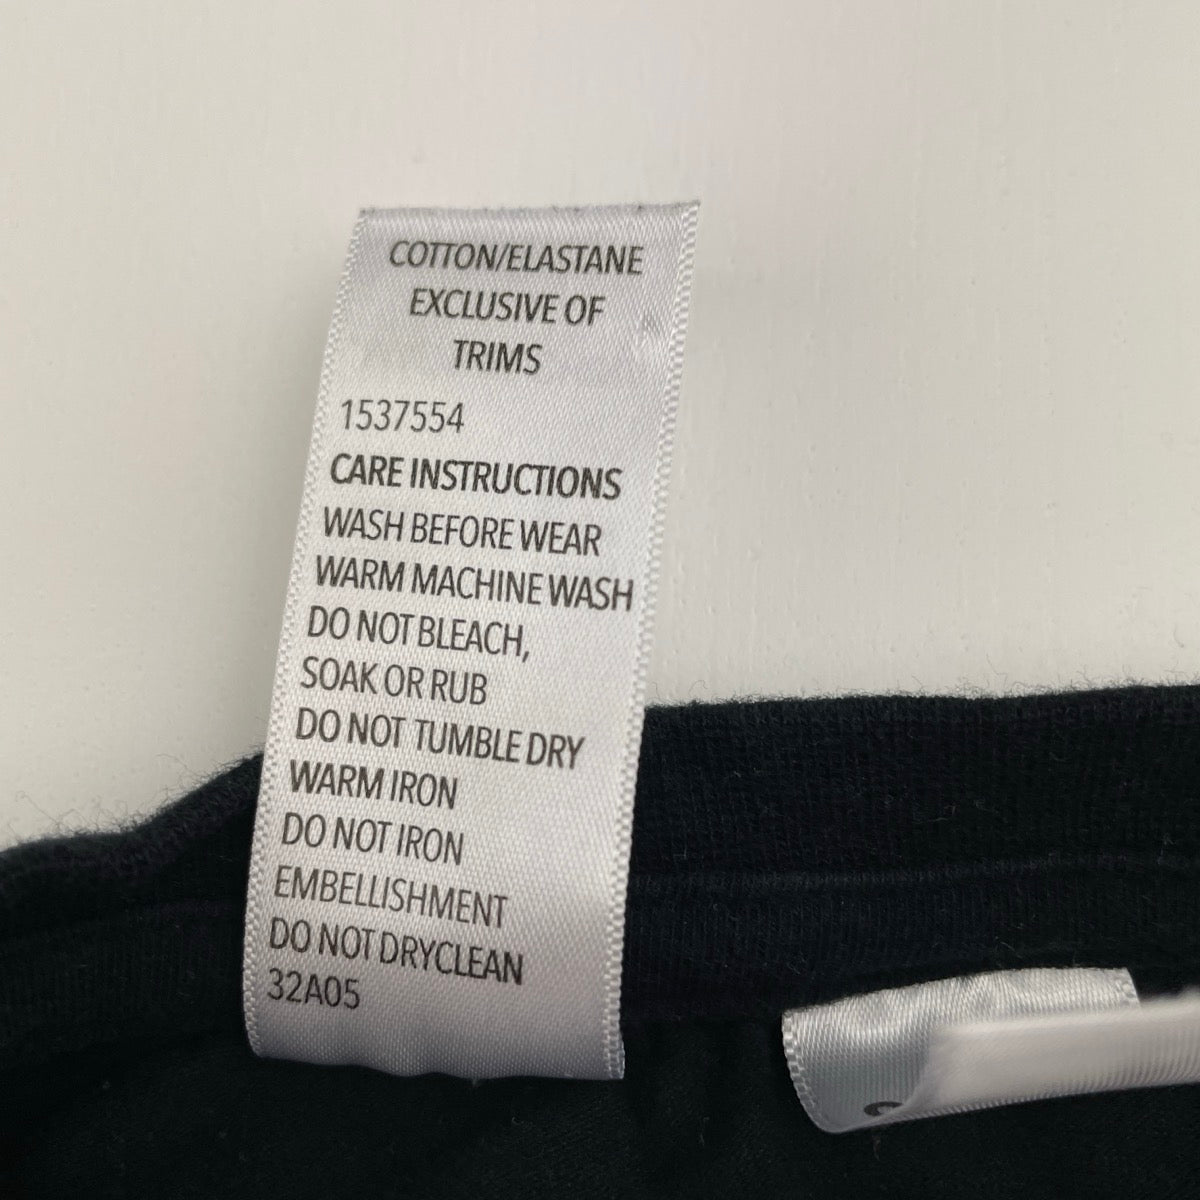 COTTON/ELASTANE
EXCLUSIVE OF
TRIMS
1537554
CARE INSTRUCTIONS
WASH BEFORE WEAR
WARM MACHINE WASH
DO NOT BLEACH,
SOAK OR RUB
DO NOT TUMBLE DRY
WARM IRON
DO NOT IRON
EMBELLISHMENT
DO NOT DRYCLEAN
32A05